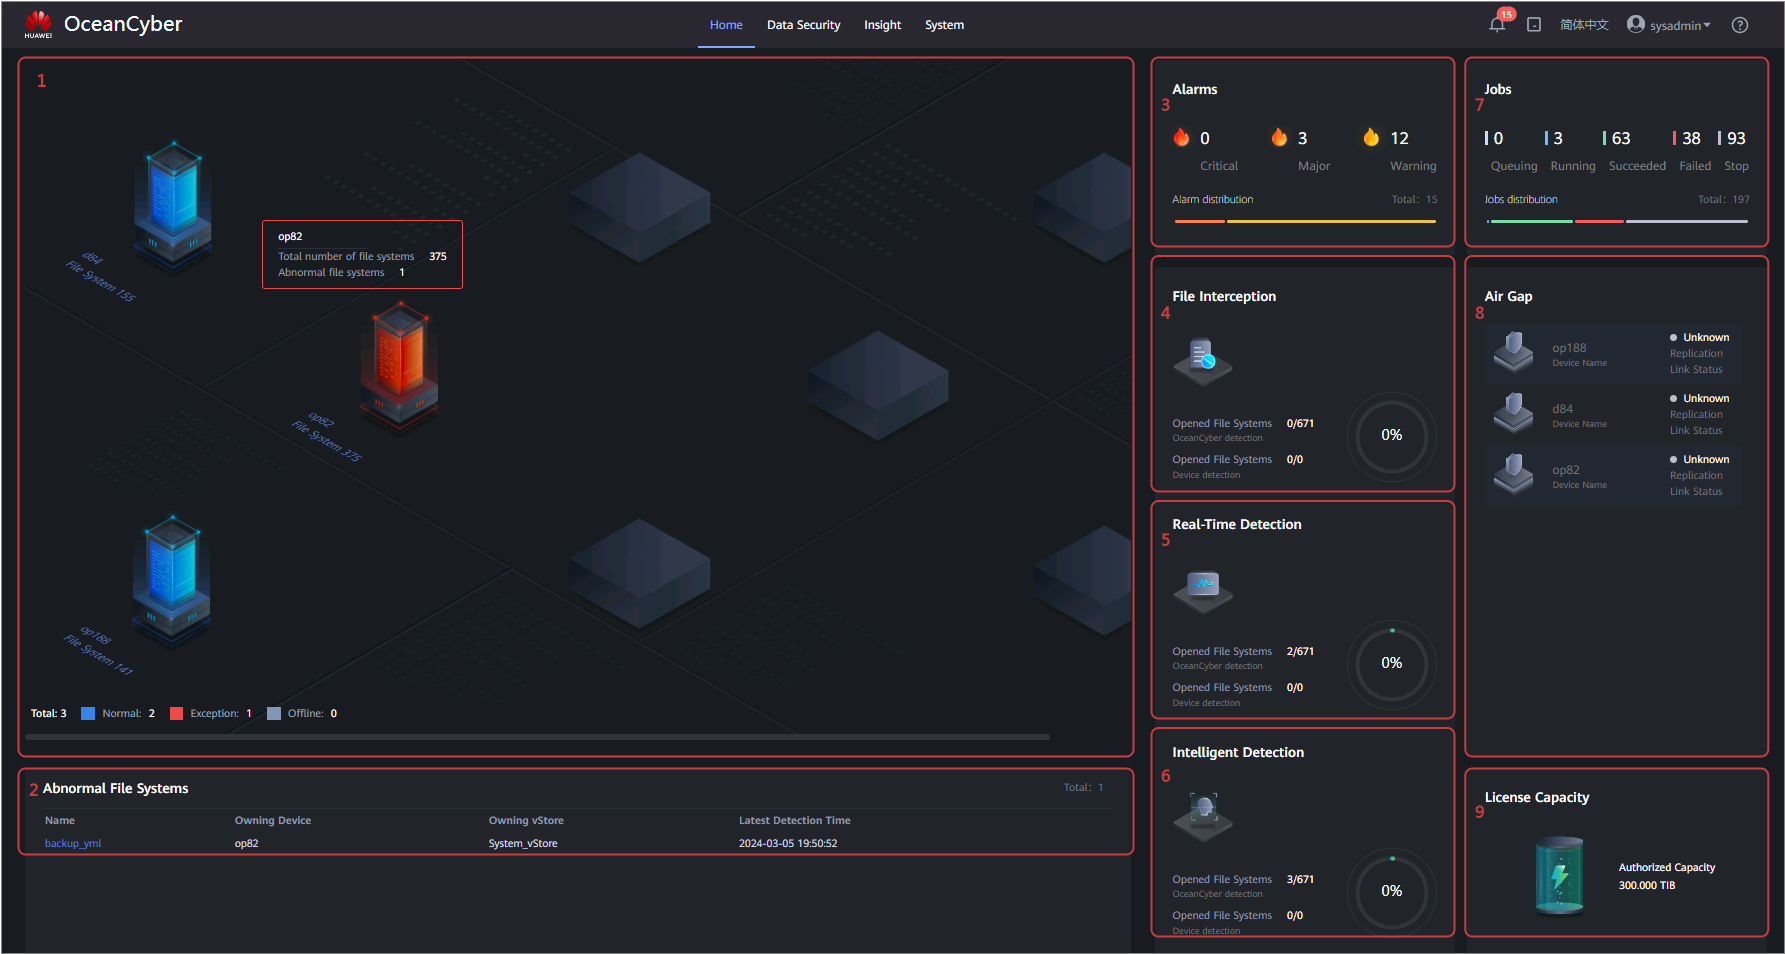 HUAWEI
OceanCyber
Home
Data Security
Insight
System
15
简体中文
sysadmin
?
1
d84
File System 155
op82
Total number of file systems 375
Abnormal file systems 1
op82
File System 375
op188
File System 141
Total: 3
Normal: 2
Exception: 1
Offline: 0
2 Abnormal File Systems
Total: 1
Name Owning Device Owning vStore Latest Detection Time
backup_yml op82 System_vStore 2024-03-05 19:50:52
3
Alarms
0 3 12
Critical Major Warning
Alarm distribution Total: 15
4
File Interception
Opened File Systems 0/671
OceanCyber detection
Opened File Systems 0/0
Device detection
0%
5
Real-Time Detection
Opened File Systems 2/671
OceanCyber detection
Opened File Systems 0/0
Device detection
0%
6
Intelligent Detection
Opened File Systems 3/671
OceanCyber detection
Opened File Systems 0/0
Device detection
0%
7
Jobs
0 3 63 38 93
Queuing Running Succeeded Failed Stop
Jobs distribution Total: 197
8
Air Gap
op188
Device Name
Unknown
Replication
Link Status
d84
Device Name
Unknown
Replication
Link Status
op82
Device Name
Unknown
Replication
Link Status
9
License Capacity
Authorized Capacity
300.000 TIB